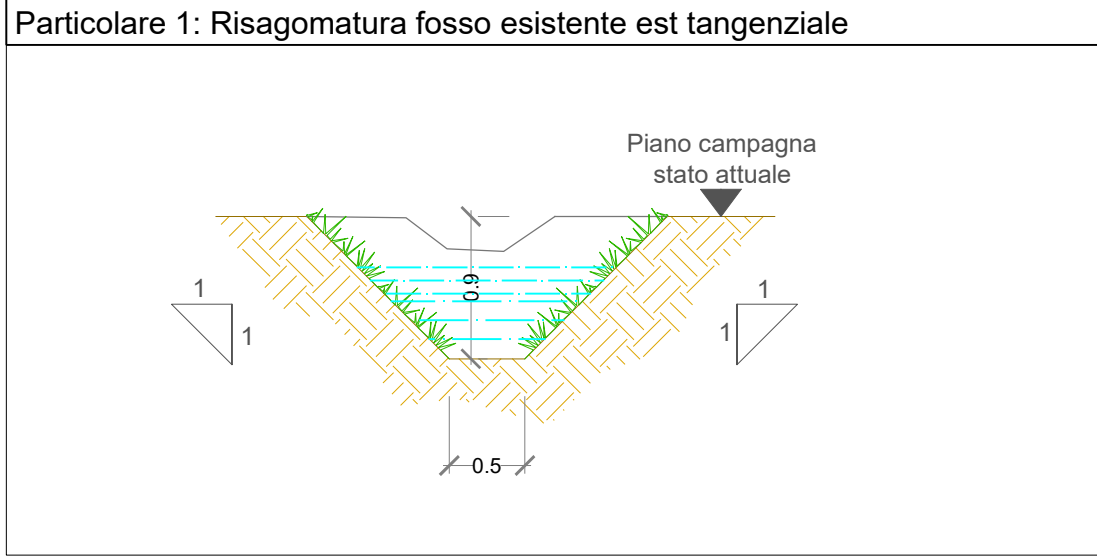 Particolare 1: Risagomatura fosso esistente est tangenziale
Piano campagna
stato attuale
0.9
1
1
1
1
0.5